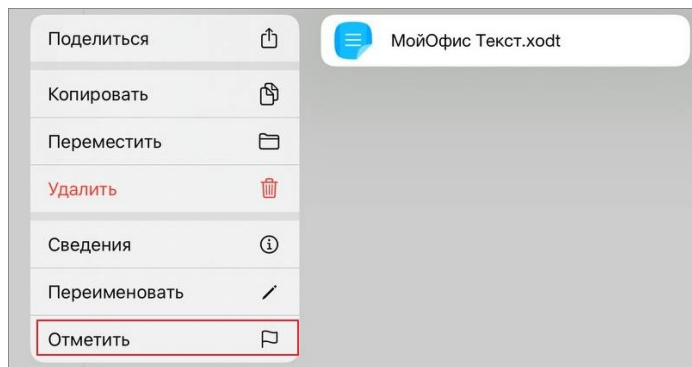 Поделиться
МойОфис Текст.xodt
Копировать
Переместить
Удалить
Сведения
Переименовать
Отметить